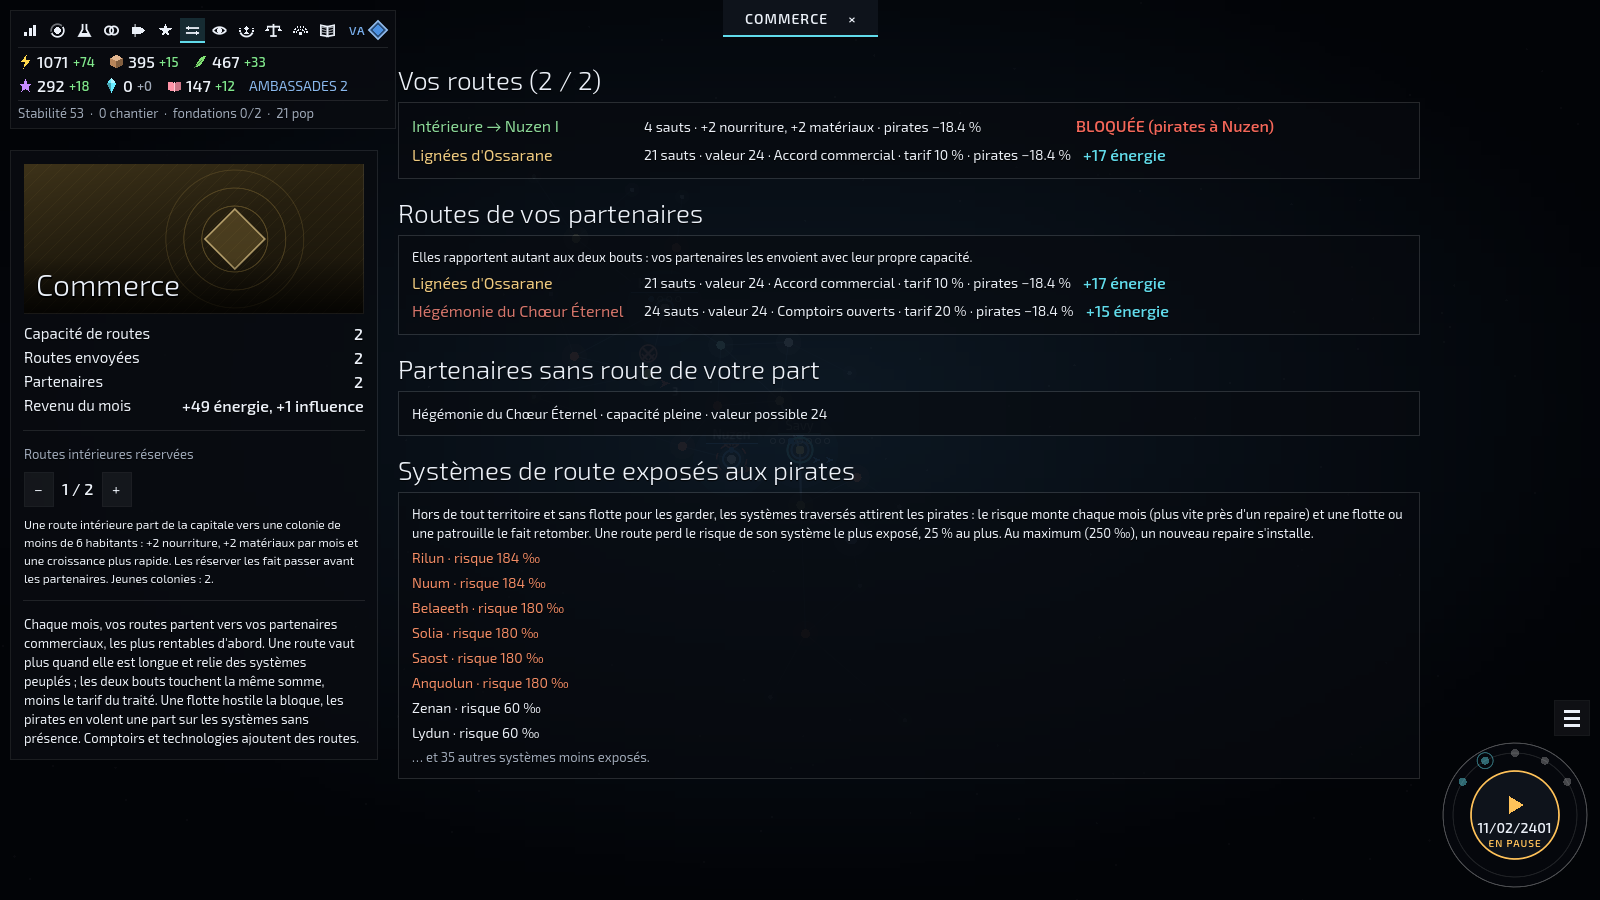 COMMERCE ×
VA
1071 +74 395 +15 467 +33
292 +18 0 +0 147 +12 AMBASSADES 2
Stabilité 53 · 0 chantier · fondations 0/2 · 21 pop
Commerce
Capacité de routes 2
Routes envoyées 2
Partenaires 2
Revenu du mois +49 énergie, +1 influence
Routes intérieures réservées
− 1 / 2 +
Une route intérieure part de la capitale vers une colonie de
moins de 6 habitants : +2 nourriture, +2 matériaux par mois et
une croissance plus rapide. Les réserver les fait passer avant
les partenaires. Jeunes colonies : 2.
Chaque mois, vos routes partent vers vos partenaires
commerciaux, les plus rentables d'abord. Une route vaut
plus quand elle est longue et relie des systèmes
peuplés ; les deux bouts touchent la même somme,
moins le tarif du traité. Une flotte hostile la bloque, les
pirates en volent une part sur les systèmes sans
présence. Comptoirs et technologies ajoutent des routes.
Vos routes (2 / 2)
Intérieure → Nuzen I 4 sauts · +2 nourriture, +2 matériaux · pirates −18.4 % BLOQUÉE (pirates à Nuzen)
Lignées d'Ossarane 21 sauts · valeur 24 · Accord commercial · tarif 10 % · pirates −18.4 % +17 énergie
Routes de vos partenaires
Elles rapportent autant aux deux bouts : vos partenaires les envoient avec leur propre capacité.
Lignées d'Ossarane 21 sauts · valeur 24 · Accord commercial · tarif 10 % · pirates −18.4 % +17 énergie
Hégémonie du Chœur Éternel 24 sauts · valeur 24 · Comptoirs ouverts · tarif 20 % · pirates −18.4 % +15 énergie
Partenaires sans route de votre part
Hégémonie du Chœur Éternel · capacité pleine · valeur possible 24
Systèmes de route exposés aux pirates
Hors de tout territoire et sans flotte pour les garder, les systèmes traversés attirent les pirates : le risque monte chaque mois (plus vite près d'un repaire) et une flotte ou
une patrouille le fait retomber. Une route perd le risque de son système le plus exposé, 25 % au plus. Au maximum (250 ‰), un nouveau repaire s'installe.
Rilun · risque 184 ‰
Nuum · risque 184 ‰
Belaeeth · risque 180 ‰
Solia · risque 180 ‰
Saost · risque 180 ‰
Anquolun · risque 180 ‰
Zenan · risque 60 ‰
Lydun · risque 60 ‰
… et 35 autres systèmes moins exposés.
11/02/2401
EN PAUSE